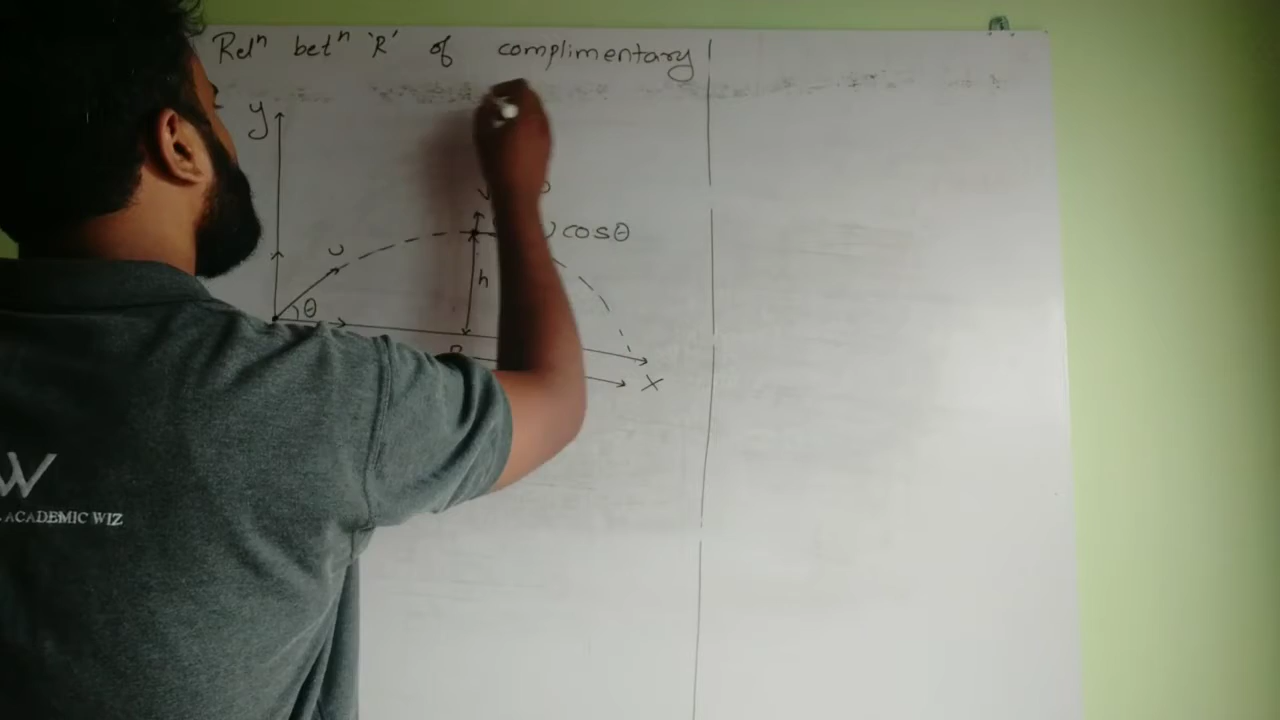 Relⁿ betⁿ 'R' of complimentary
y
u cosθ
u
h
θ
x
W
ACADEMIC WIZ